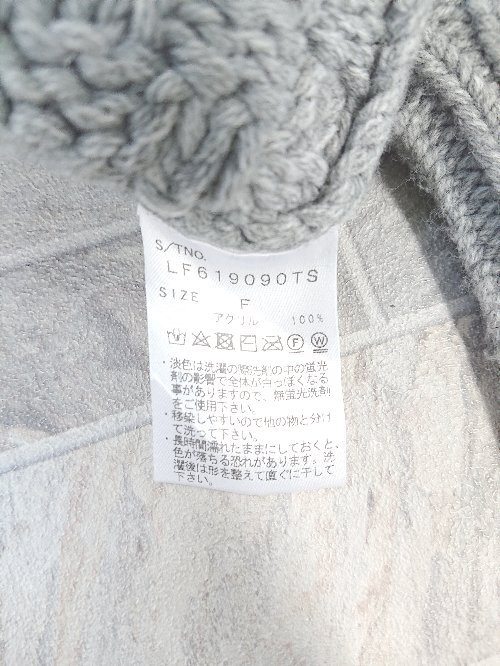 S/TNO.
LF619090TS
SIZE F
アクリル 100%
F W
・淡色は洗濯の際洗剤の中の蛍光
剤の影響で全体が白っぽくなる
事がありますので、無蛍光洗剤
をご使用下さい。
・移染しやすいので他の物と分け
て洗って下さい。
・長時間濡れたままにしておくと、
色が落ちる恐れがあります。洗
濯後は形を整えて直ぐに干して
下さい。